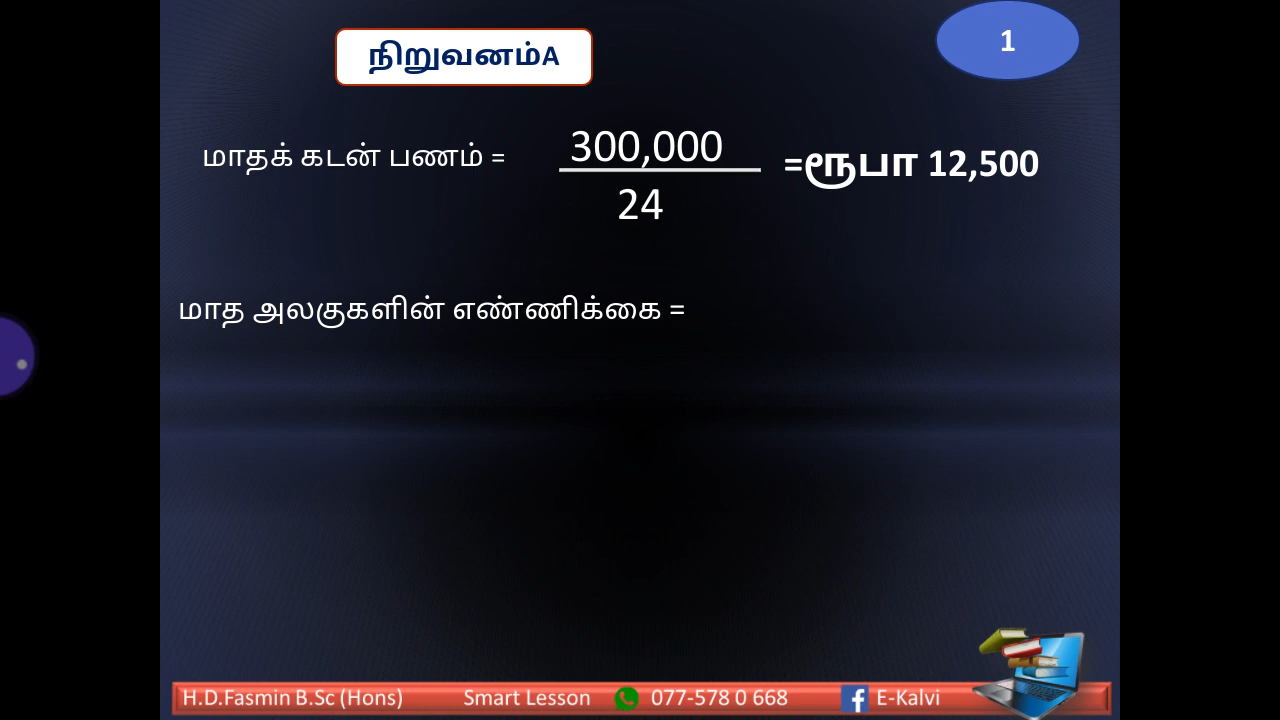 நிறுவனம்A
1
மாதக் கடன் பணம் = 300,000 =ரூபா 12,500
24
மாத அலகுகளின் எண்ணிக்கை =
H.D.Fasmin B.Sc (Hons) Smart Lesson 077-578 0 668 E-Kalvi